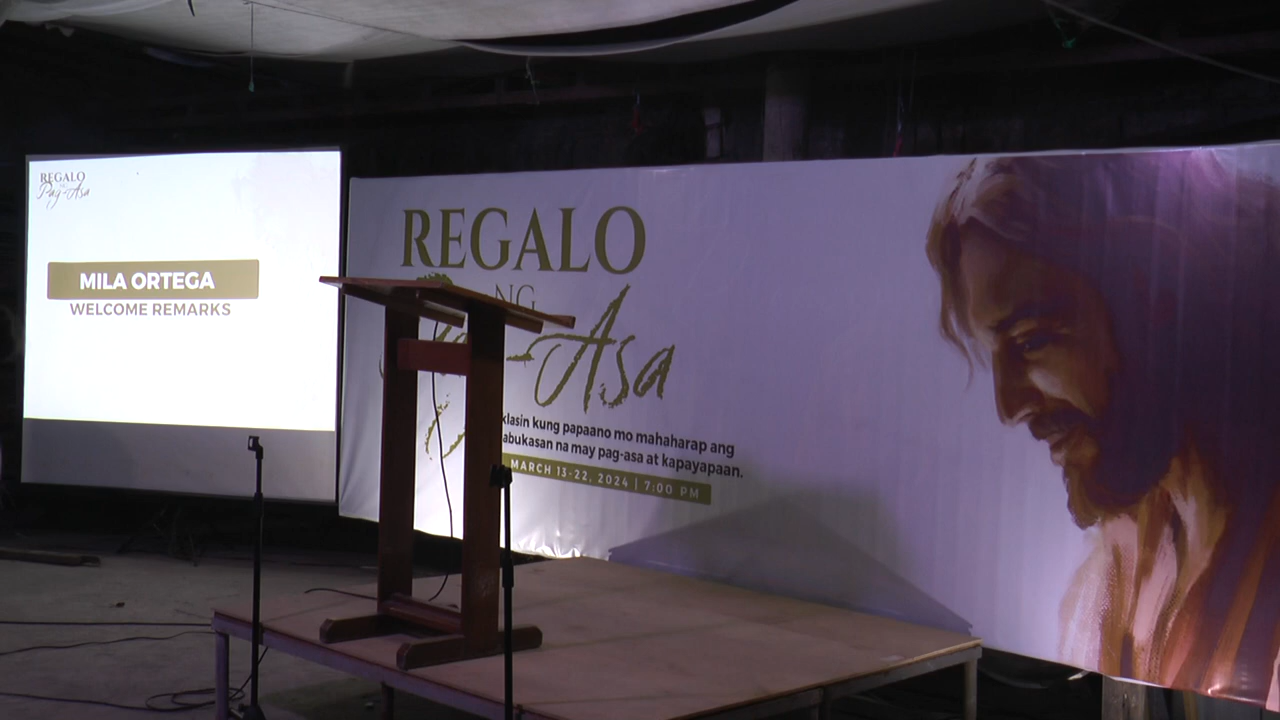 REGALO
NG
Pag-Asa
MILA ORTEGA
WELCOME REMARKS
REGALO
NG
-Asa
klasin kung papaano mo mahaharap ang
abukasan na may pag-asa at kapayapaan.
MARCH 13-22, 2024 | 7:00 PM